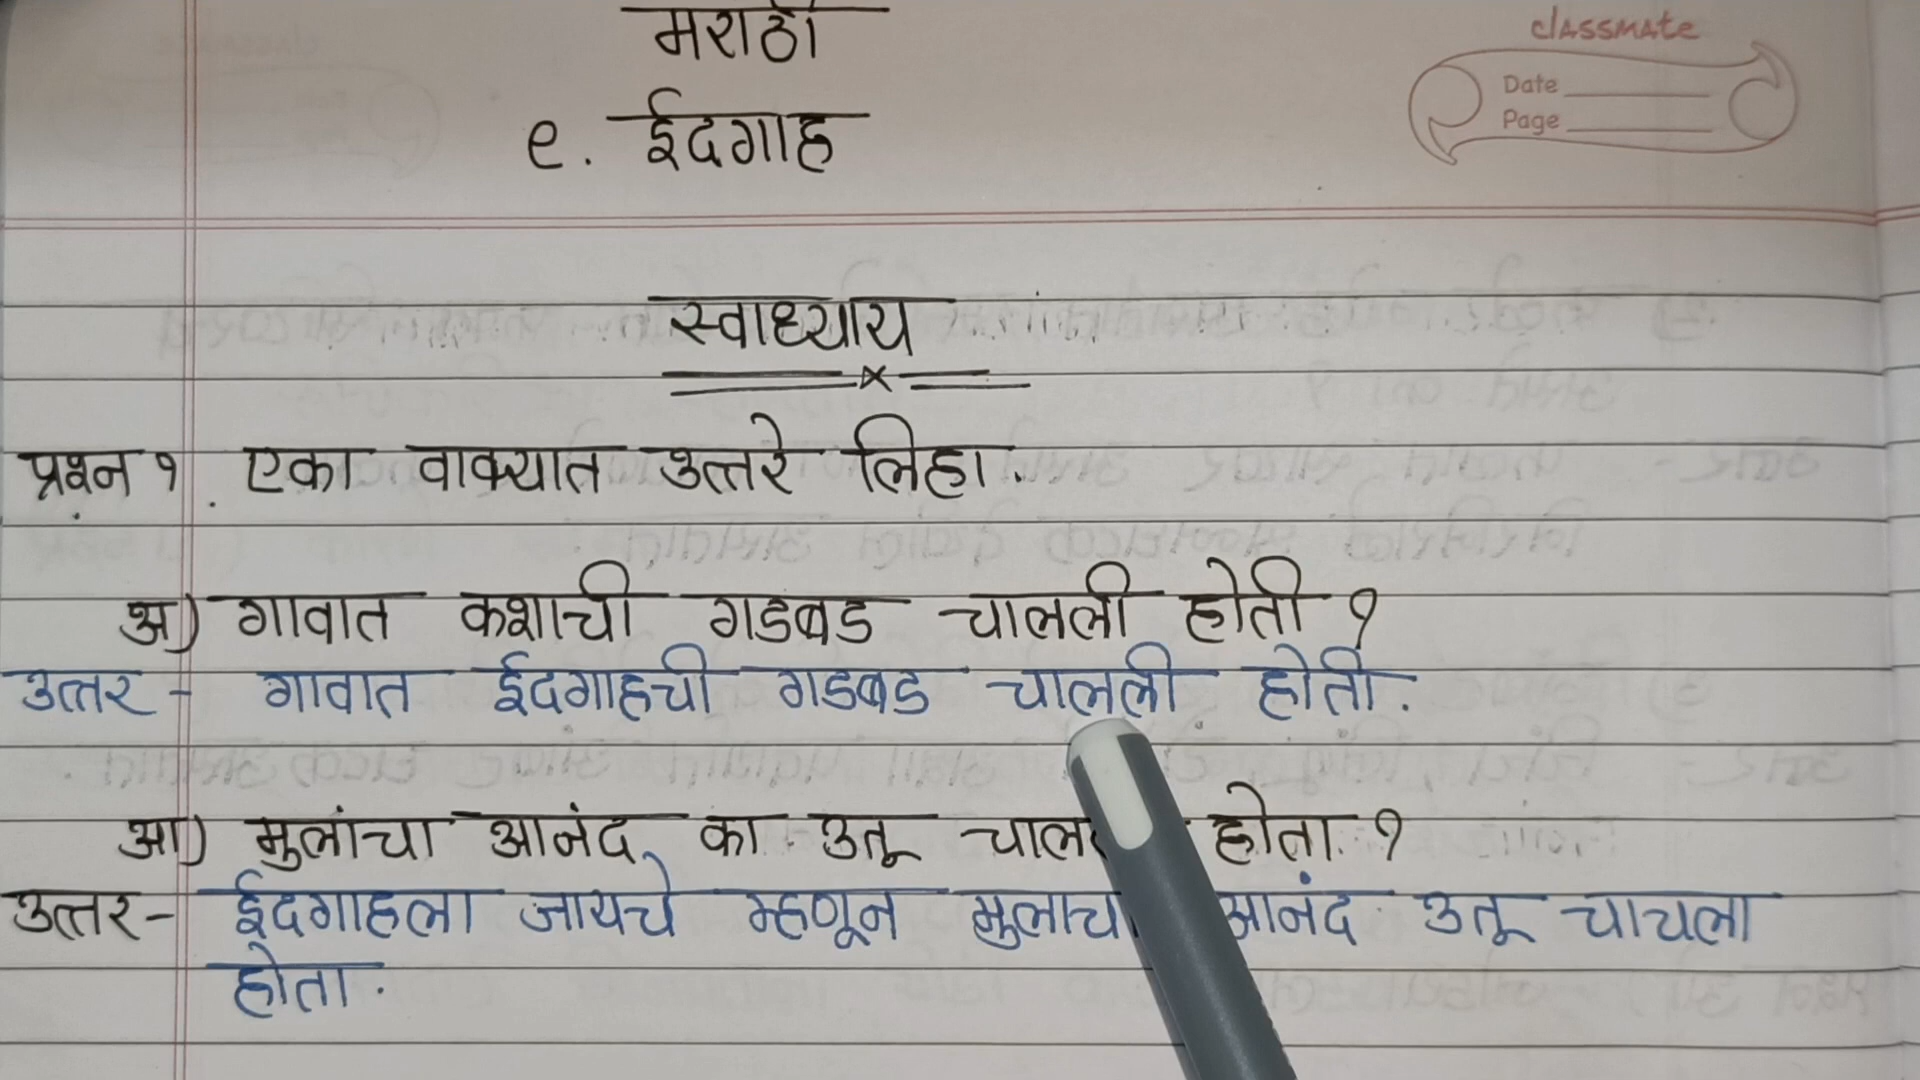 मराठी
classmate
Date
Page
९. ईदगाह
स्वाध्याय
प्रश्न १. एका वाक्यात उत्तरे लिहा.
अ) गावात कशाची गडबड चालली होती ?
उत्तर - गावात ईदगाहची गडबड चालली होती.
आ) मुलांचा आनंद का उतू होता ?
उत्तर - ईदगाहला जायचे म्हणून आनंद उतू चाचला
होता.